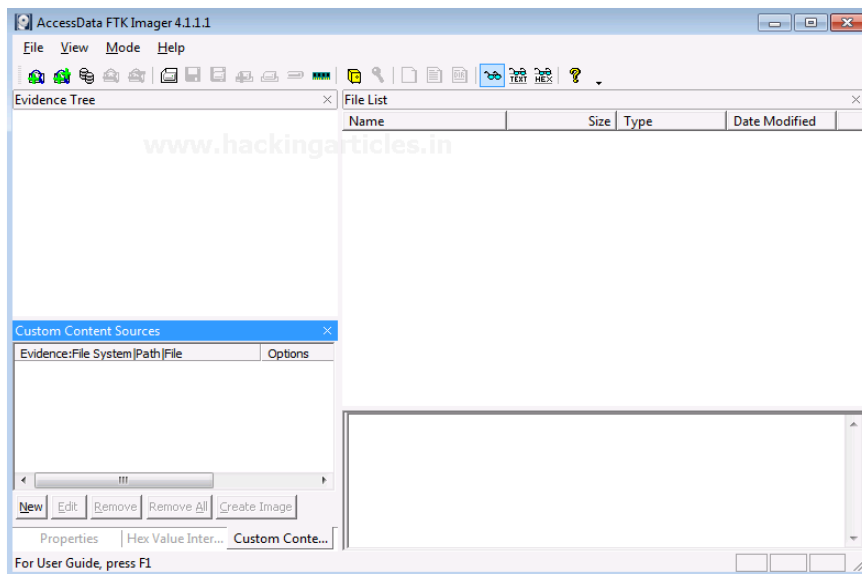 AccessData FTK Imager 4.1.1.1
File View Mode Help
TEXT HEX
Evidence Tree
File List
Name Size Type Date Modified
www.hackingarticles.in
Custom Content Sources
Evidence:File System|Path|File Options
New Edit Remove Remove All Create Image
Properties Hex Value Inter... Custom Conte...
For User Guide, press F1